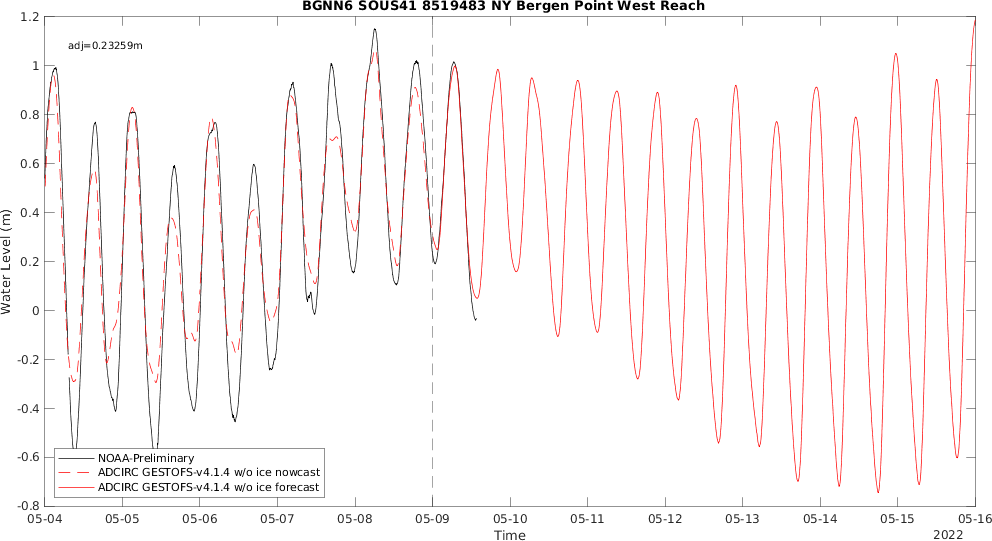 BGNN6 SOUS41 8519483 NY Bergen Point West Reach
adj=0.23259m
1.2
1
0.8
0.6
0.4
0.2
0
-0.2
-0.4
-0.6
-0.8
Water Level (m)
NOAA-Preliminary
ADCIRC GESTOFS-v4.1.4 w/o ice nowcast
ADCIRC GESTOFS-v4.1.4 w/o ice forecast
05-04 05-05 05-06 05-07 05-08 05-09 05-10 05-11 05-12 05-13 05-14 05-15 05-16
Time
2022